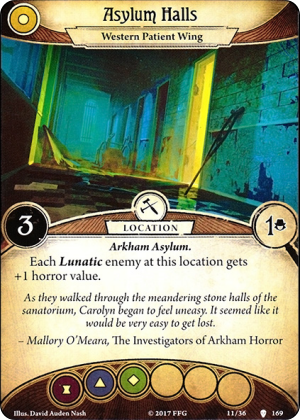 Asylum Halls
Western Patient Wing
3
LOCATION
1
Arkham Asylum.
Each Lunatic enemy at this location gets
+1 horror value.
As they walked through the meandering stone halls of the
sanatorium, Carolyn began to feel uneasy. It seemed like it
would be very easy to get lost.
– Mallory O'Meara, The Investigators of Arkham Horror
Illus. David Auden Nash
© 2017 FFG
11/36
169